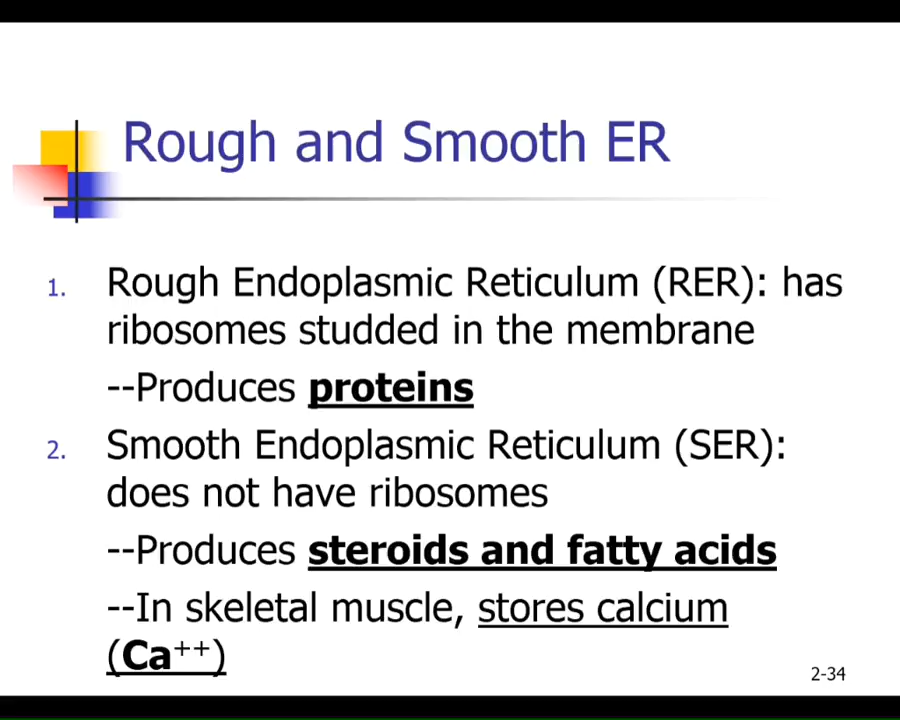 Rough and Smooth ER
1. Rough Endoplasmic Reticulum (RER): has
ribosomes studded in the membrane
--Produces proteins
2. Smooth Endoplasmic Reticulum (SER):
does not have ribosomes
--Produces steroids and fatty acids
--In skeletal muscle, stores calcium
(Ca⁺⁺)
2-34